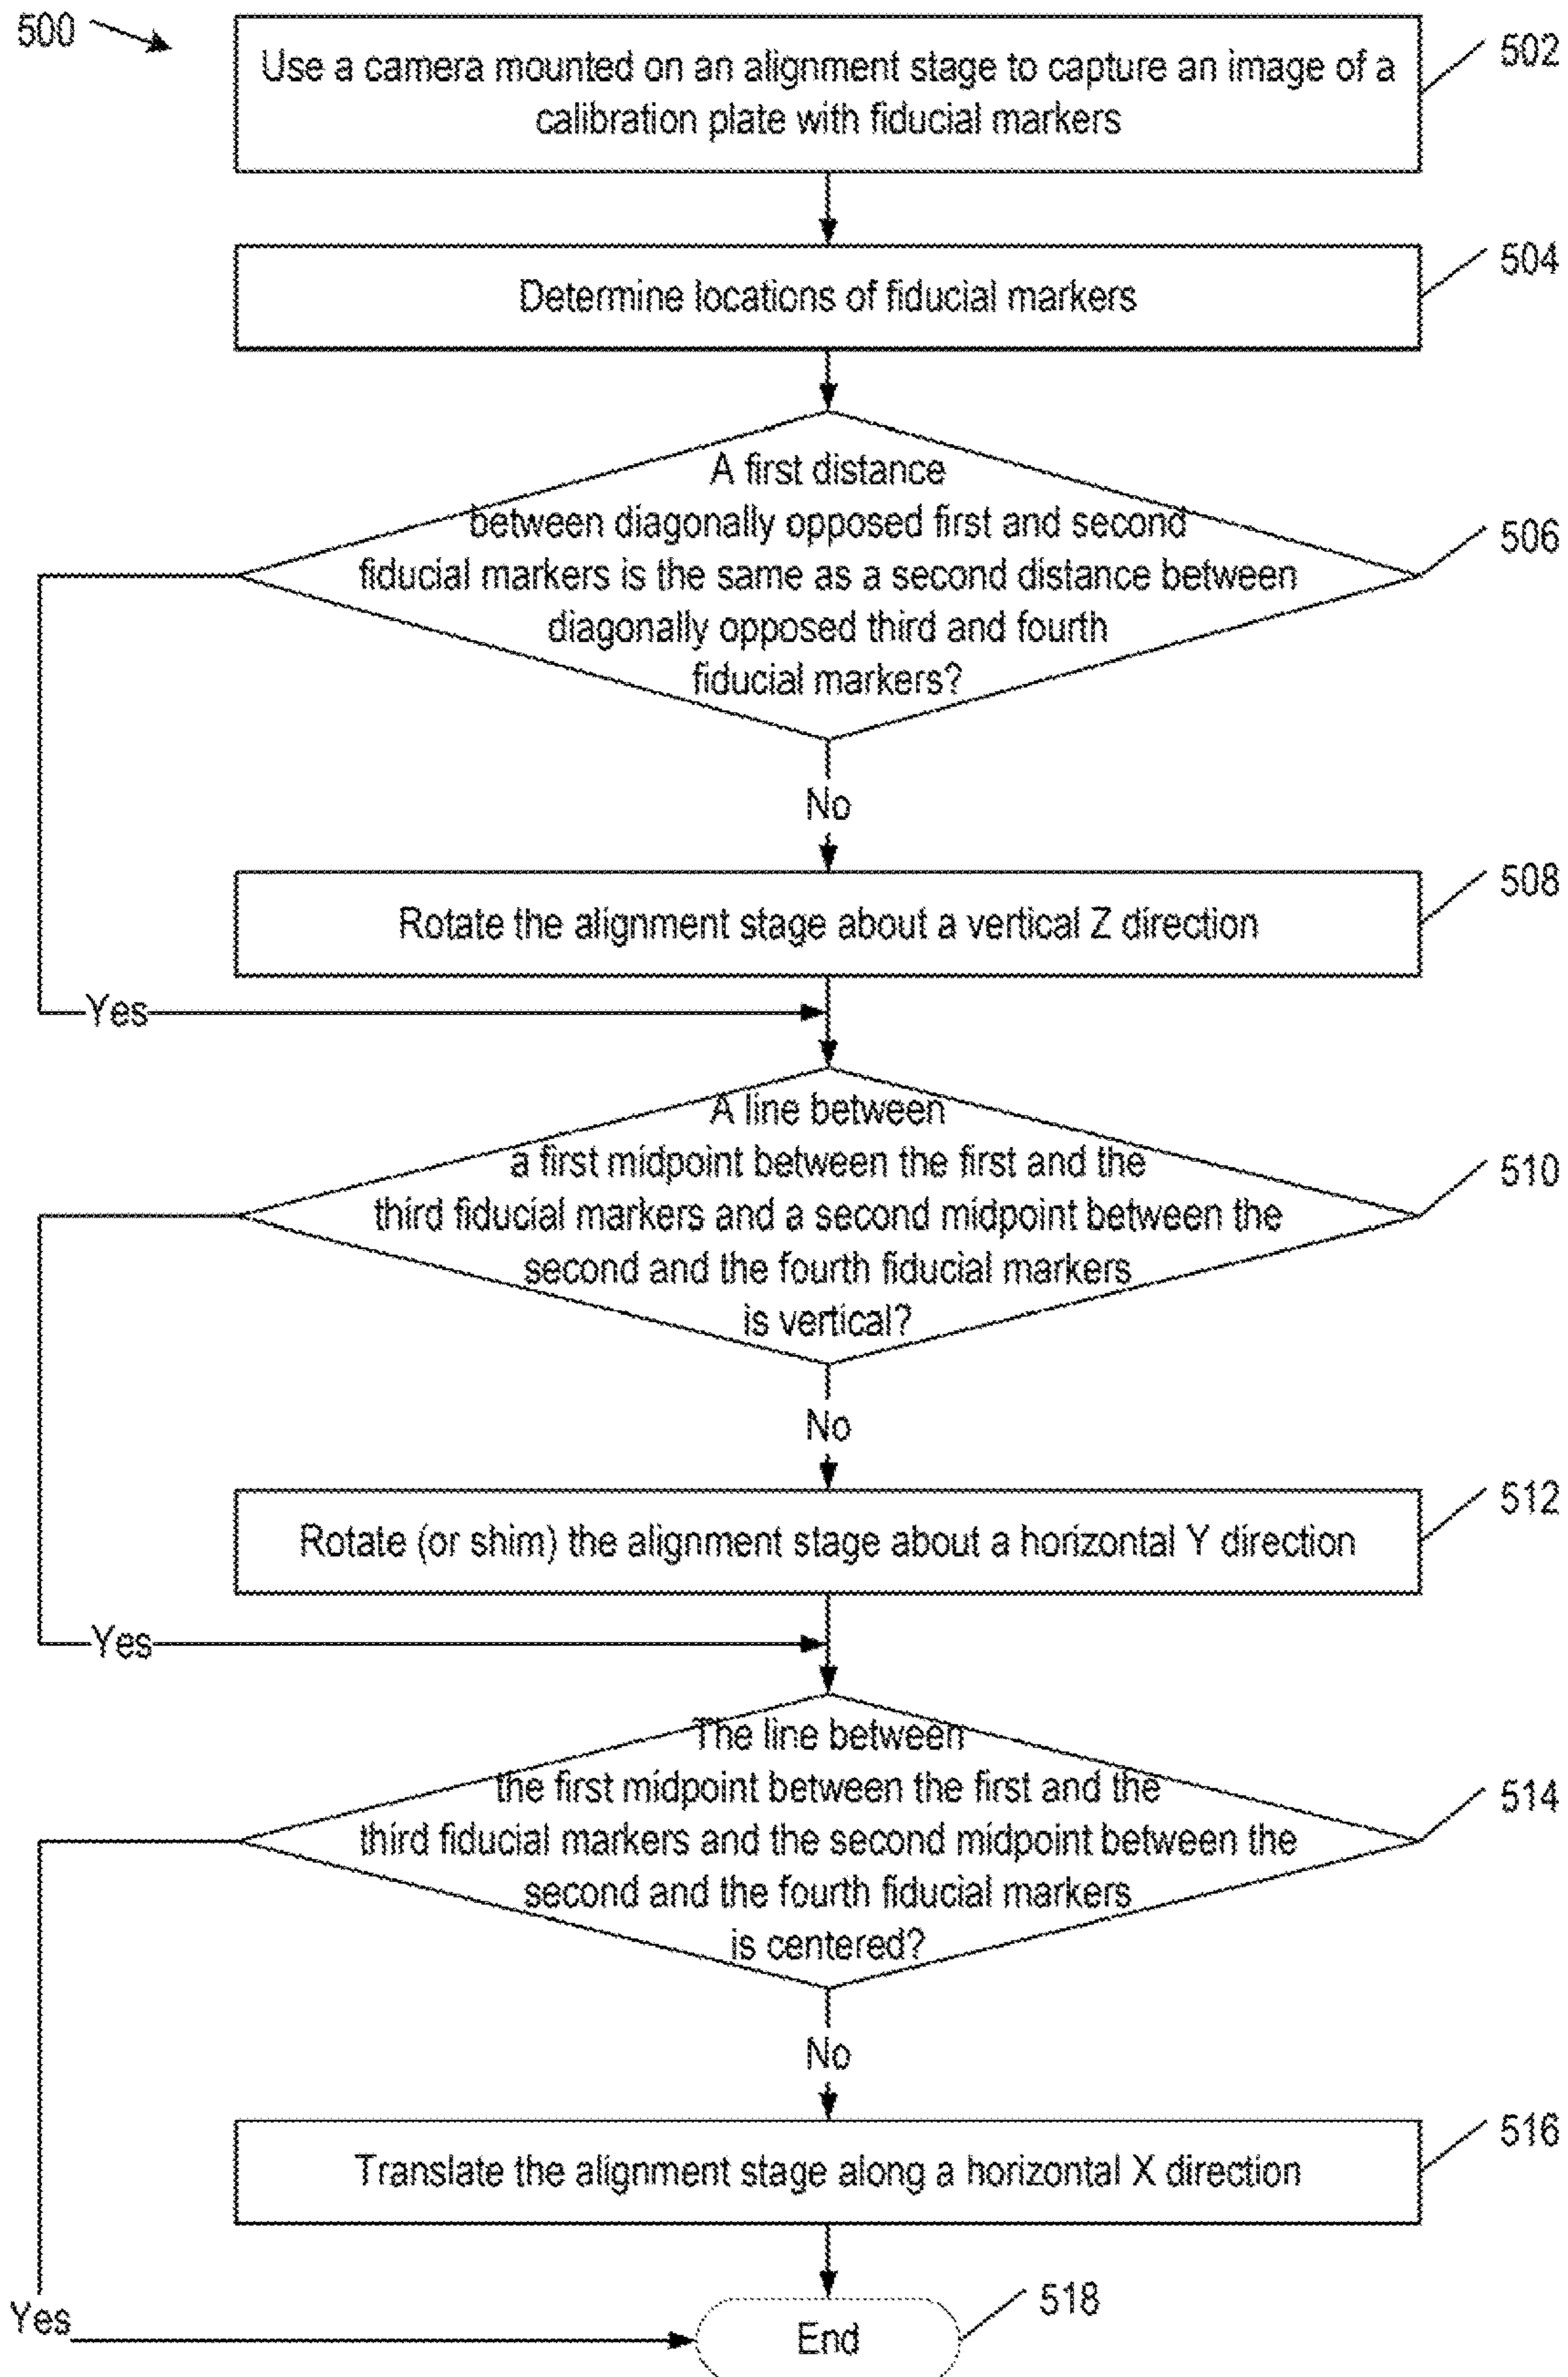 500
502
Use a camera mounted on an alignment stage to capture an image of a
calibration plate with fiducial markers
504
Determine locations of fiducial markers
A first distance
between diagonally opposed first and second
506
fiducial markers is the same as a second distance between
diagonally opposed third and fourth
fiducial markers?
No
508
Rotate the alignment stage about a vertical Z direction
Yes
A line between
a first midpoint between the first and the
510
third fiducial markers and a second midpoint between the
second and the fourth fiducial markers
is vertical?
No
512
Rotate (or shim) the alignment stage about a horizontal Y direction
Yes
The line between
the first midpoint between the first and the
514
third fiducial markers and the second midpoint between the
second and the fourth fiducial markers
is centered?
No
516
Translate the alignment stage along a horizontal X direction
518
Yes
End